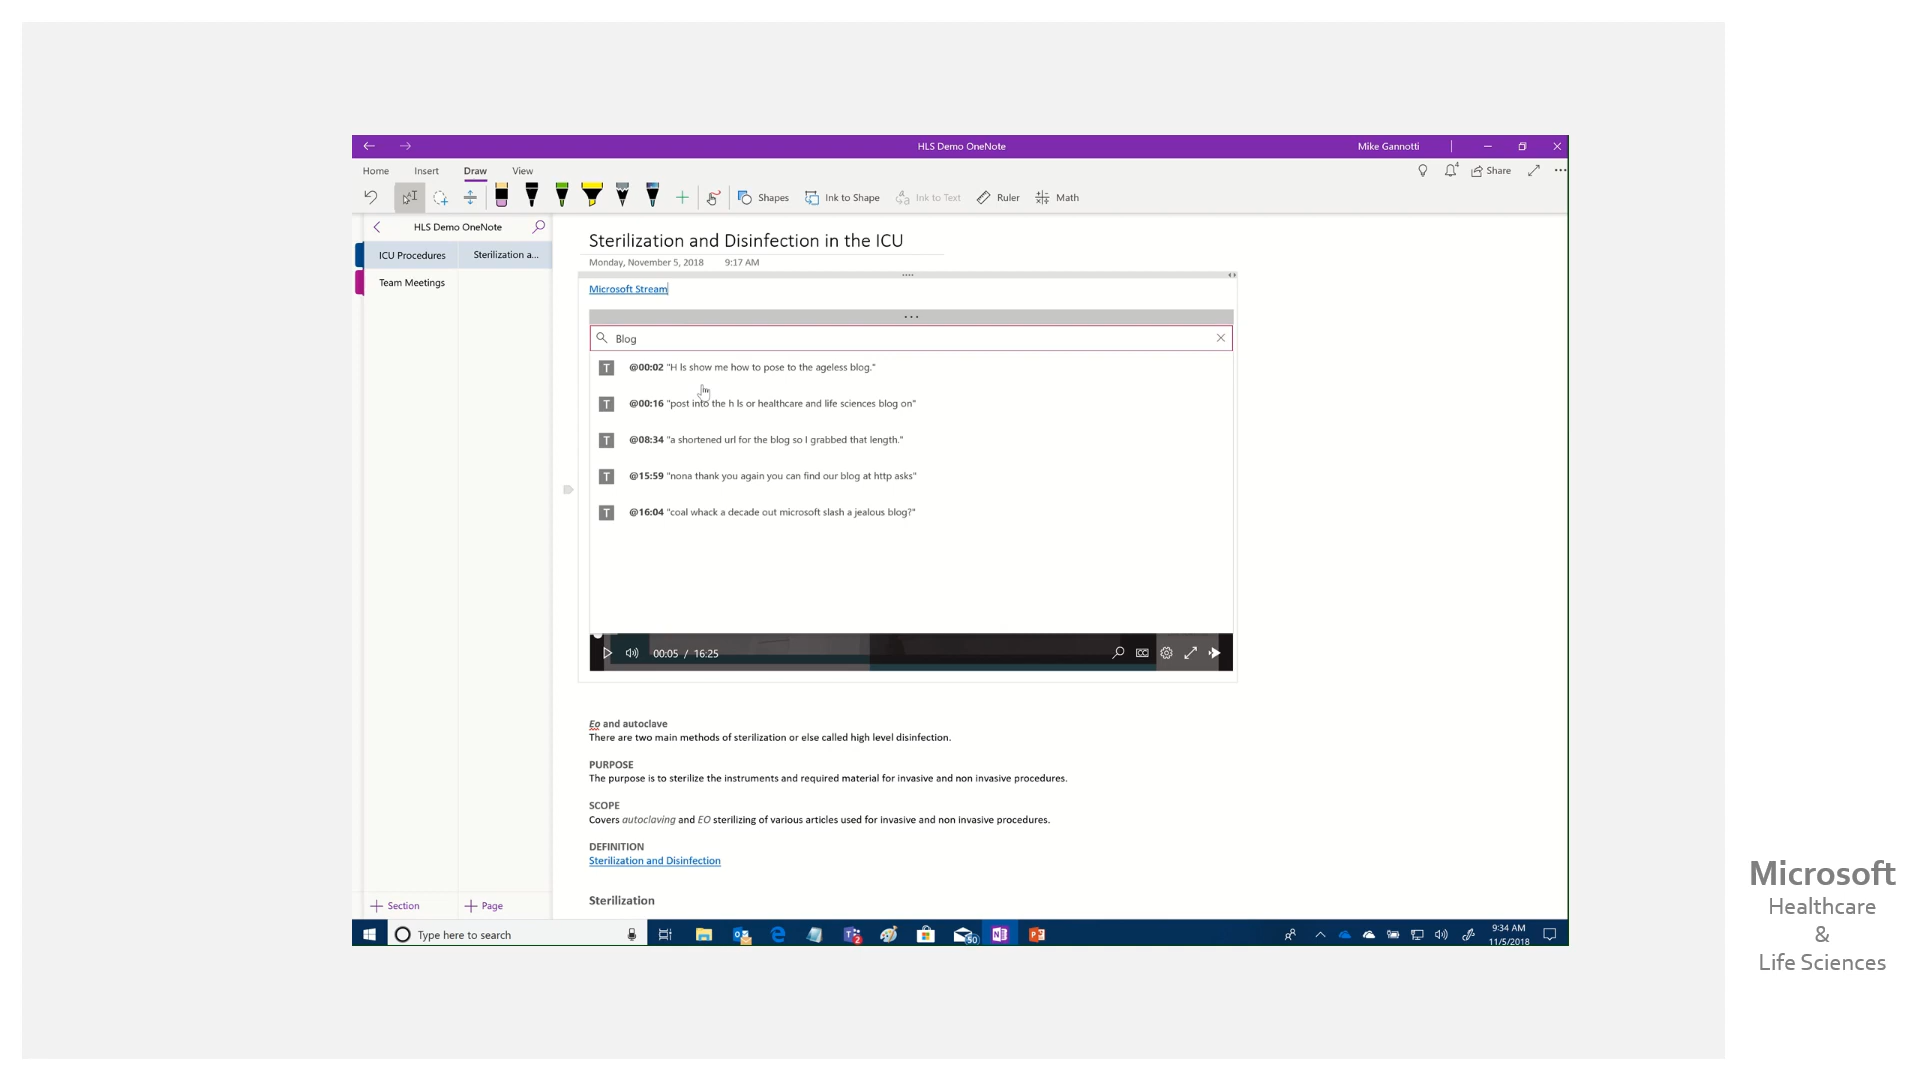 HLS Demo OneNote
Mike Gannotti
Home Insert Draw View
4
Share
Shapes
Ink to Shape
Ink to Text
Ruler
Math
HLS Demo OneNote
ICU Procedures
Sterilization a...
Team Meetings
Section
Page
Sterilization and Disinfection in the ICU
Monday, November 5, 2018 9:17 AM
Microsoft Stream
Blog
T @00:02 "H ls show me how to pose to the ageless blog."
T @00:16 "post into the h ls or healthcare and life sciences blog on"
T @08:34 "a shortened url for the blog so I grabbed that length."
T @15:59 "nona thank you again you can find our blog at http asks"
T @16:04 "coal whack a decade out microsoft slash a jealous blog?"
00:05 / 16:25
CC
Eo and autoclave
There are two main methods of sterilization or else called high level disinfection.
PURPOSE
The purpose is to sterilize the instruments and required material for invasive and non invasive procedures.
SCOPE
Covers autoclaving and EO sterilizing of various articles used for invasive and non invasive procedures.
DEFINITION
Sterilization and Disinfection
Sterilization
Type here to search
2
50
9:34 AM
11/5/2018
Microsoft
Healthcare
&
Life Sciences